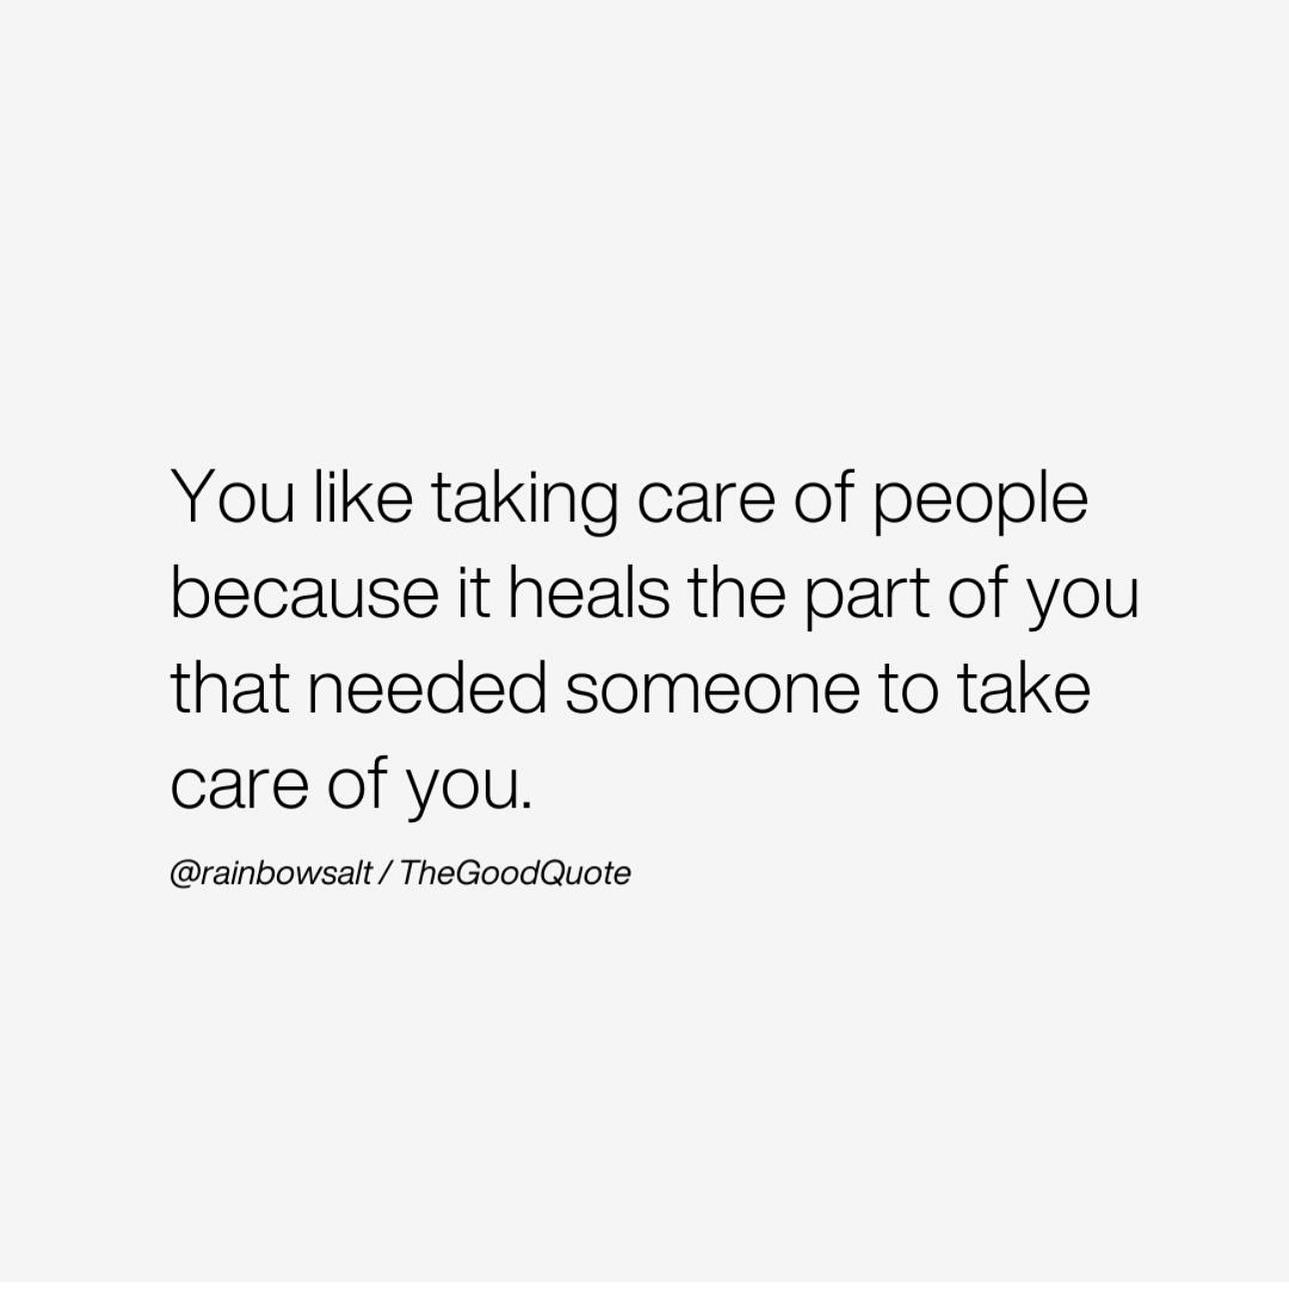 You like taking care of people
because it heals the part of you
that needed someone to take
care of you.
@rainbowsalt / TheGoodQuote